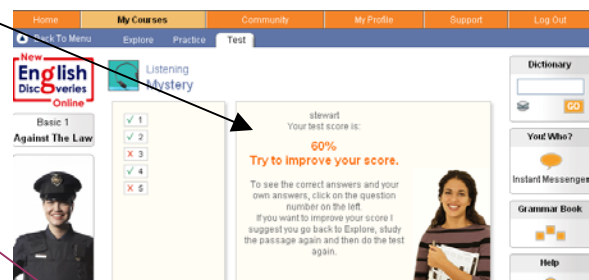 Home My Courses Community My Profile Support Log Out
Back To Menu Explore Practice Test
New
English
Discoveries
Online
Listening
Mystery
Basic 1
Against The Law
✓ 1
✓ 2
X 3
✓ 4
X 5
stewart
Your test score is:
60%
Try to improve your score.
To see the correct answers and your
own answers, click on the question
number on the left.
If you want to improve your score I
suggest you go back to Explore, study
the passage again and then do the test
again.
Dictionary
GO
You! Who?
Instant Messenger
Grammar Book
Help